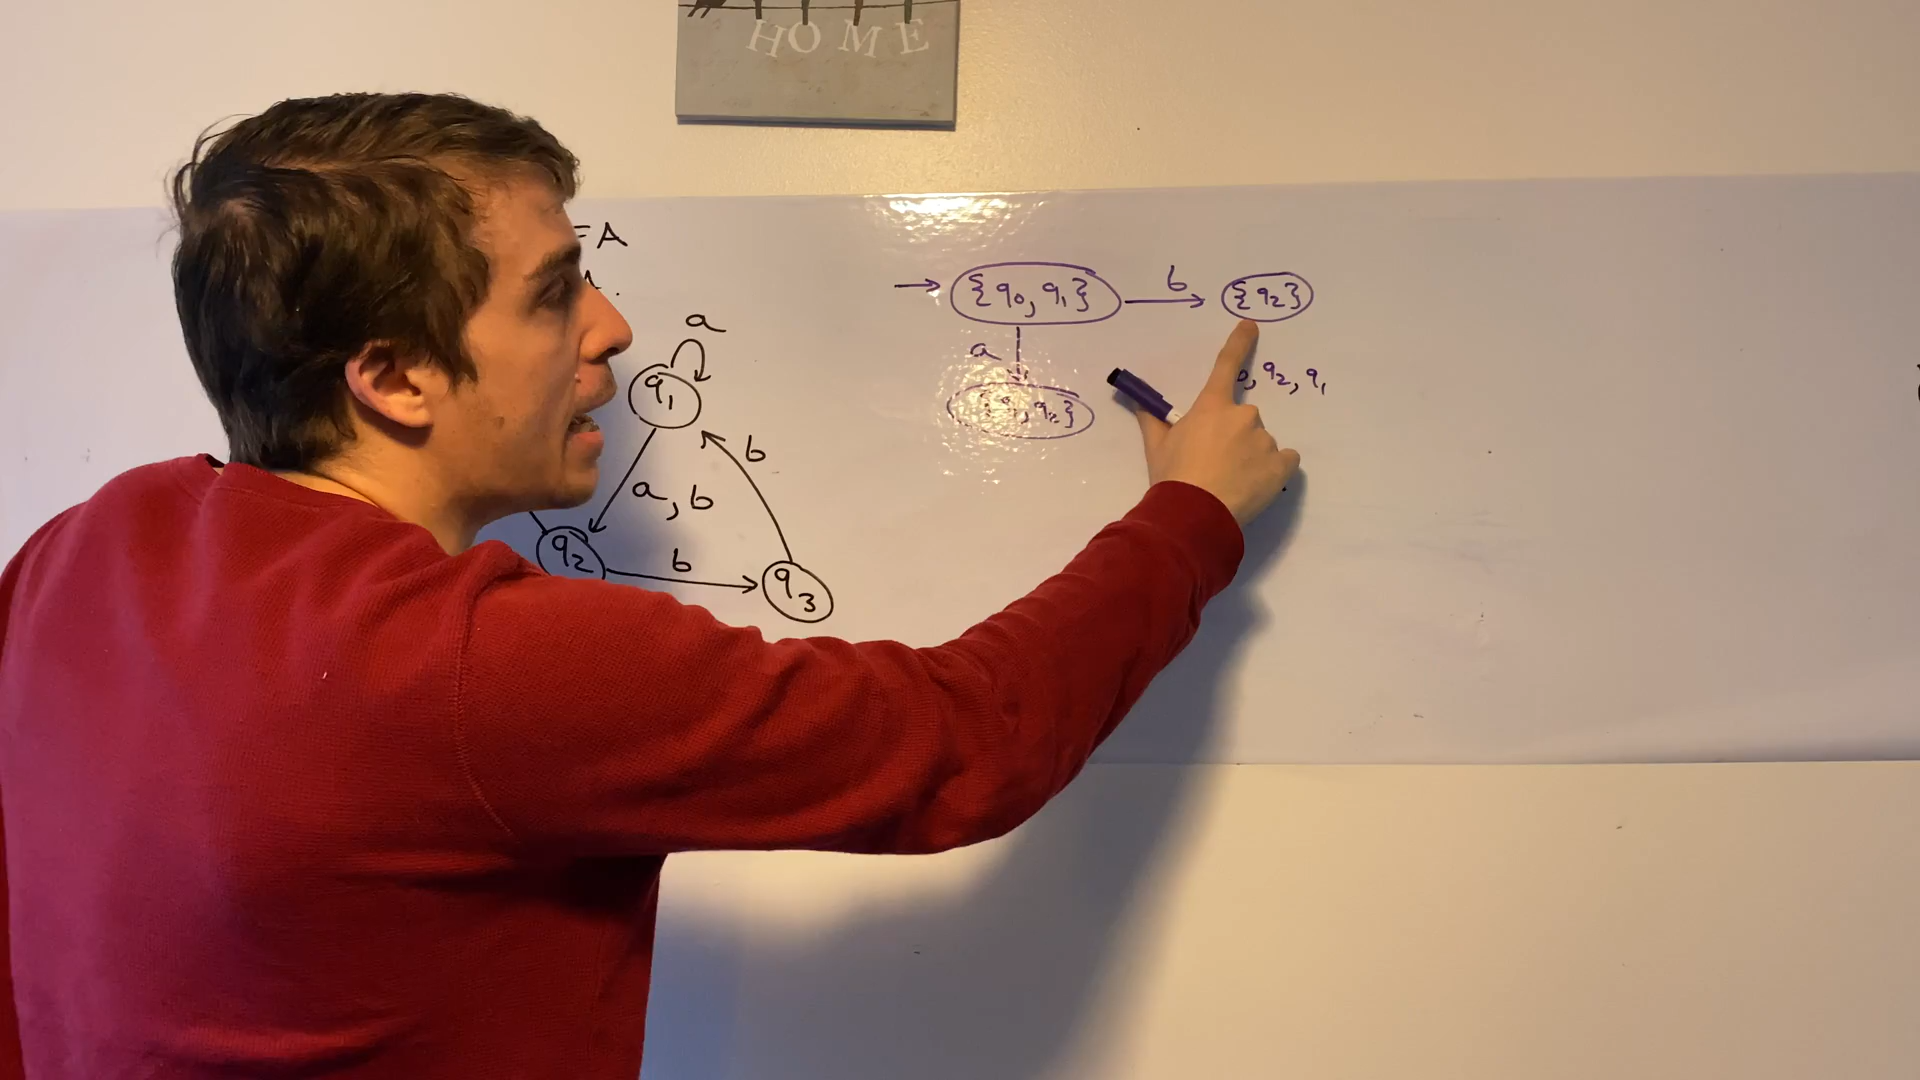 HOME
FA
a
q1
a, b
b
q2
b
q3
→ {q0, q1}
b
{q2}
a
{q1, q2}
, q2, q1